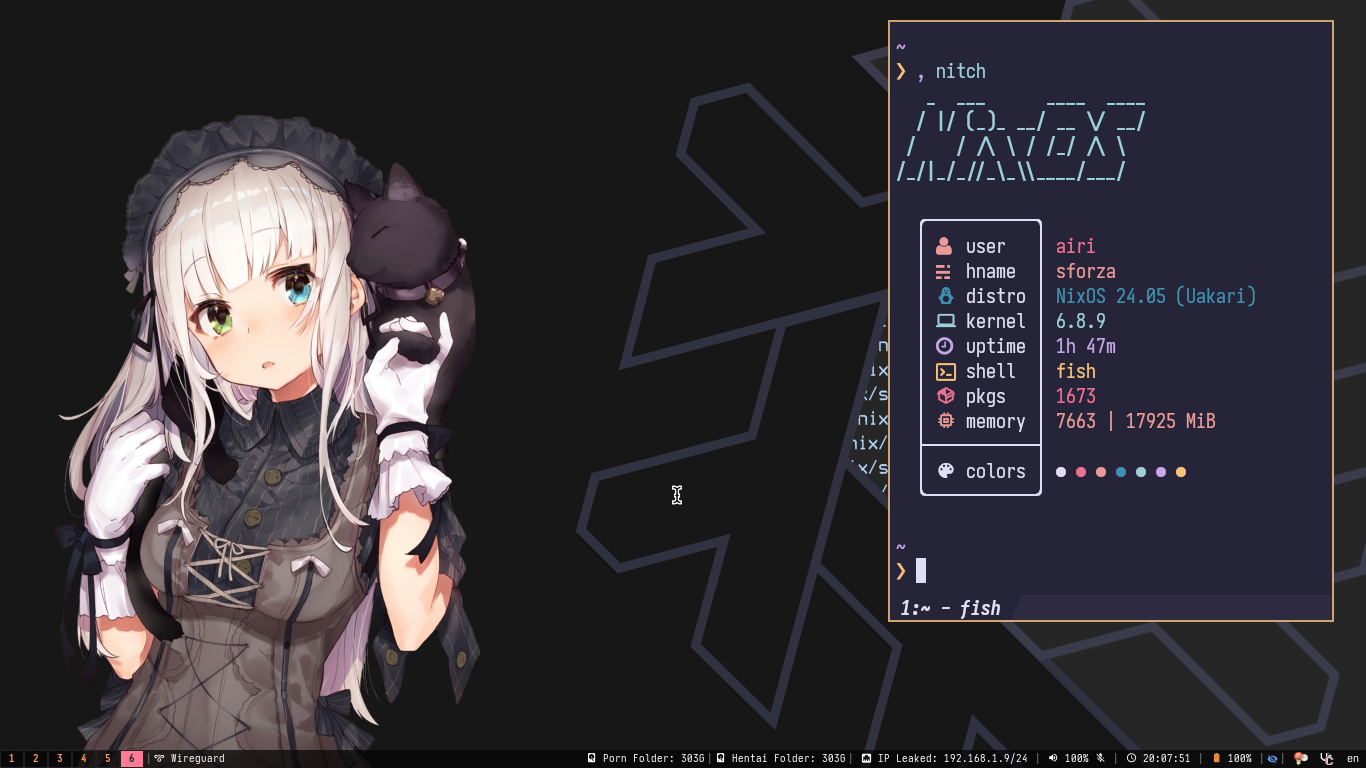 ~
❯ , nitch
NixOS
user airi
hname sforza
distro NixOS 24.05 (Uakari)
kernel 6.8.9
uptime 1h 47m
shell fish
pkgs 1673
memory 7663 | 17925 MiB
colors
~
❯
1:~ - fish
1 2 3 4 5 6 | Wireguard
Porn Folder: 303G | Hentai Folder: 303G | IP Leaked: 192.168.1.9/24 | 100% | 20:07:51 | 100% | en